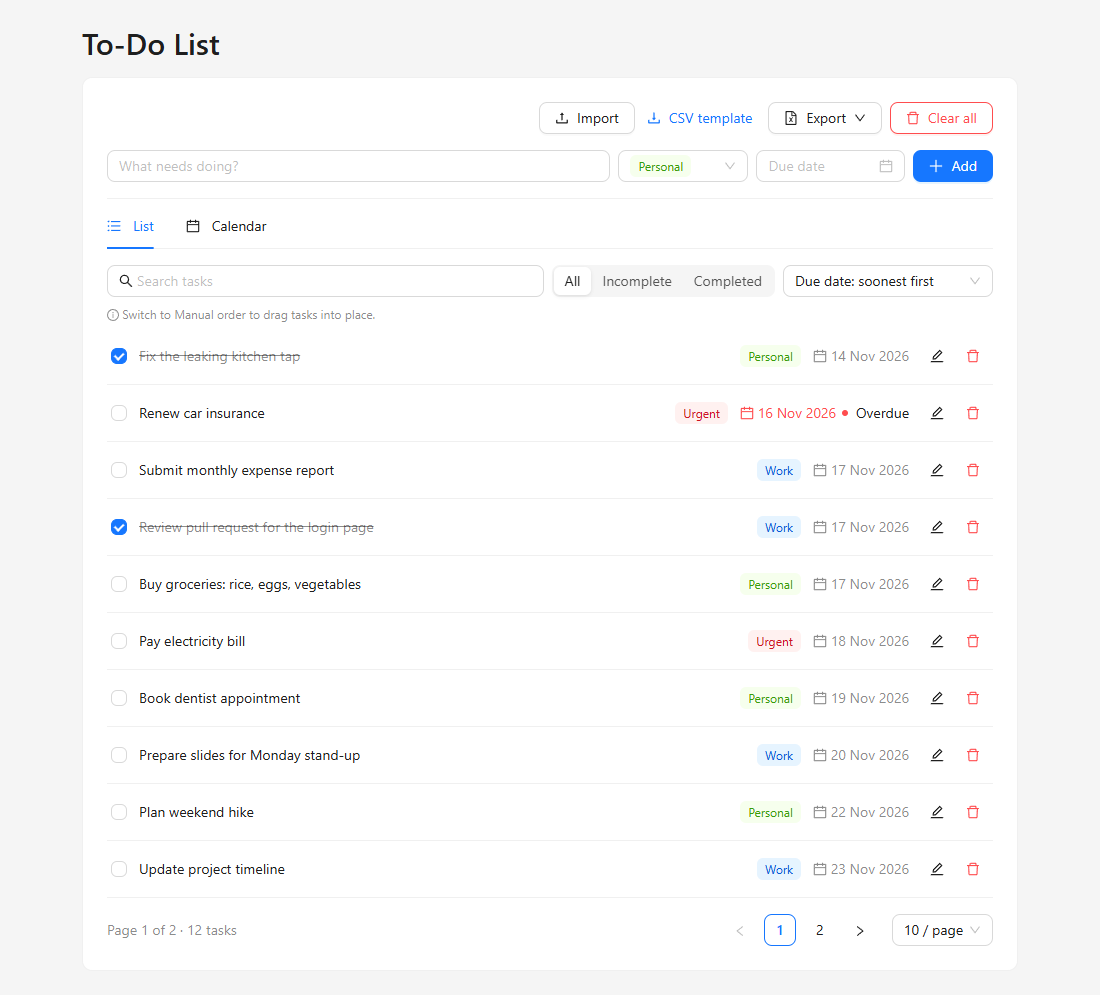 To-Do List
Import CSV template Export Clear all
What needs doing? Personal Due date Add
List Calendar
Search tasks All Incomplete Completed Due date: soonest first
Switch to Manual order to drag tasks into place.
Fix the leaking kitchen tap Personal 14 Nov 2026
Renew car insurance Urgent 16 Nov 2026 Overdue
Submit monthly expense report Work 17 Nov 2026
Review pull request for the login page Work 17 Nov 2026
Buy groceries: rice, eggs, vegetables Personal 17 Nov 2026
Pay electricity bill Urgent 18 Nov 2026
Book dentist appointment Personal 19 Nov 2026
Prepare slides for Monday stand-up Work 20 Nov 2026
Plan weekend hike Personal 22 Nov 2026
Update project timeline Work 23 Nov 2026
Page 1 of 2 · 12 tasks < 1 2 > 10 / page